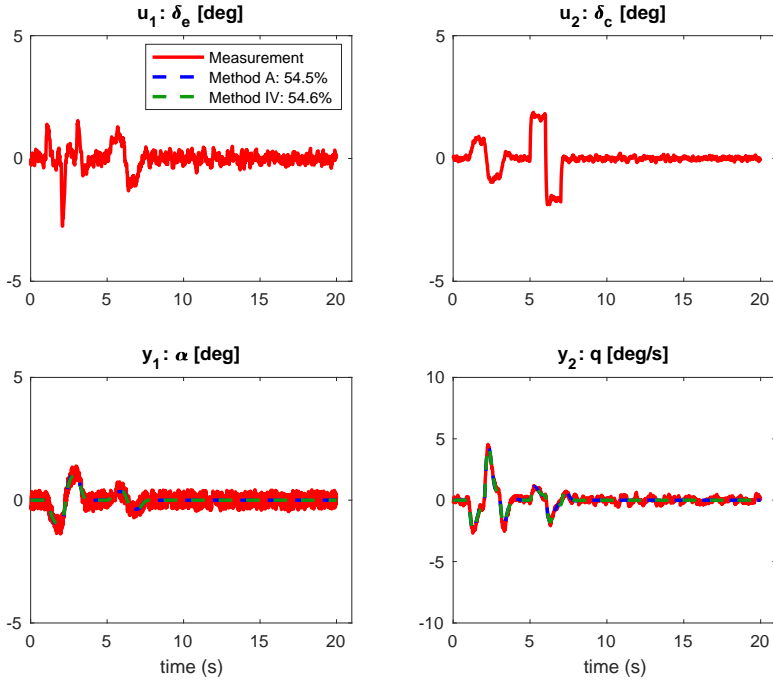 u₁: δₑ [deg]
5
0
-5
0 5 10 15 20
Measurement
Method A: 54.5%
Method IV: 54.6%
u₂: δ_c [deg]
5
0
-5
0 5 10 15 20
y₁: α [deg]
5
0
-5
0 5 10 15 20
time (s)
y₂: q [deg/s]
10
5
0
-5
-10
0 5 10 15 20
time (s)